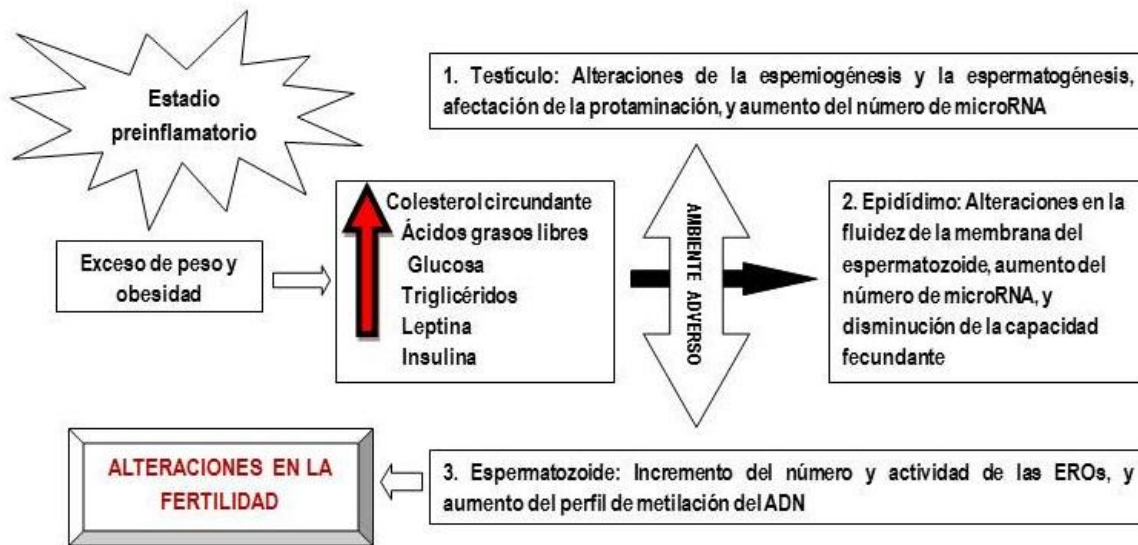 Estadio
preinflamatorio
Exceso de peso y
obesidad
Colesterol circundante
Ácidos grasos libres
Glucosa
Triglicéridos
Leptina
Insulina
AMBIENTE ADVERSO
1. Testículo: Alteraciones de la espemiogénesis y la espermatogénesis,
afectación de la protaminación, y aumento del número de microRNA
2. Epidídimo: Alteraciones en la
fluidez de la membrana del
espermatozoide, aumento del
número de microRNA, y
disminución de la capacidad
fecundante
3. Espermatozoide: Incremento del número y actividad de las EROs, y
aumento del perfil de metilación del ADN
ALTERACIONES EN LA
FERTILIDAD